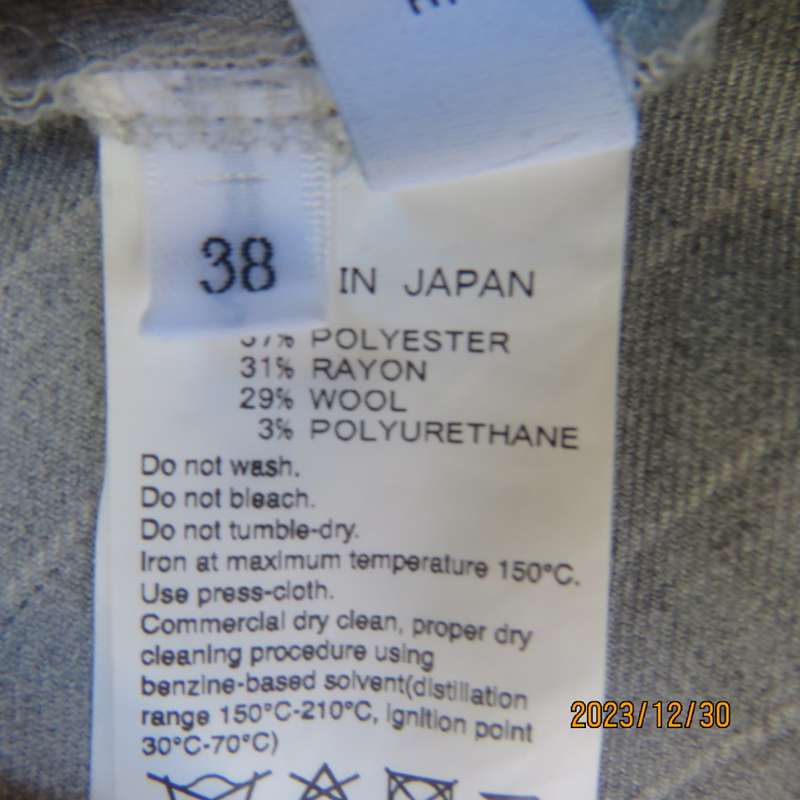 38
IN JAPAN
37% POLYESTER
31% RAYON
29% WOOL
3% POLYURETHANE
Do not wash.
Do not bleach.
Do not tumble-dry.
Iron at maximum temperature 150°C.
Use press-cloth.
Commercial dry clean, proper dry
cleaning procedure using
benzine-based solvent(distillation
range 150°C-210°C, ignition point
30°C-70°C)
2023/12/30